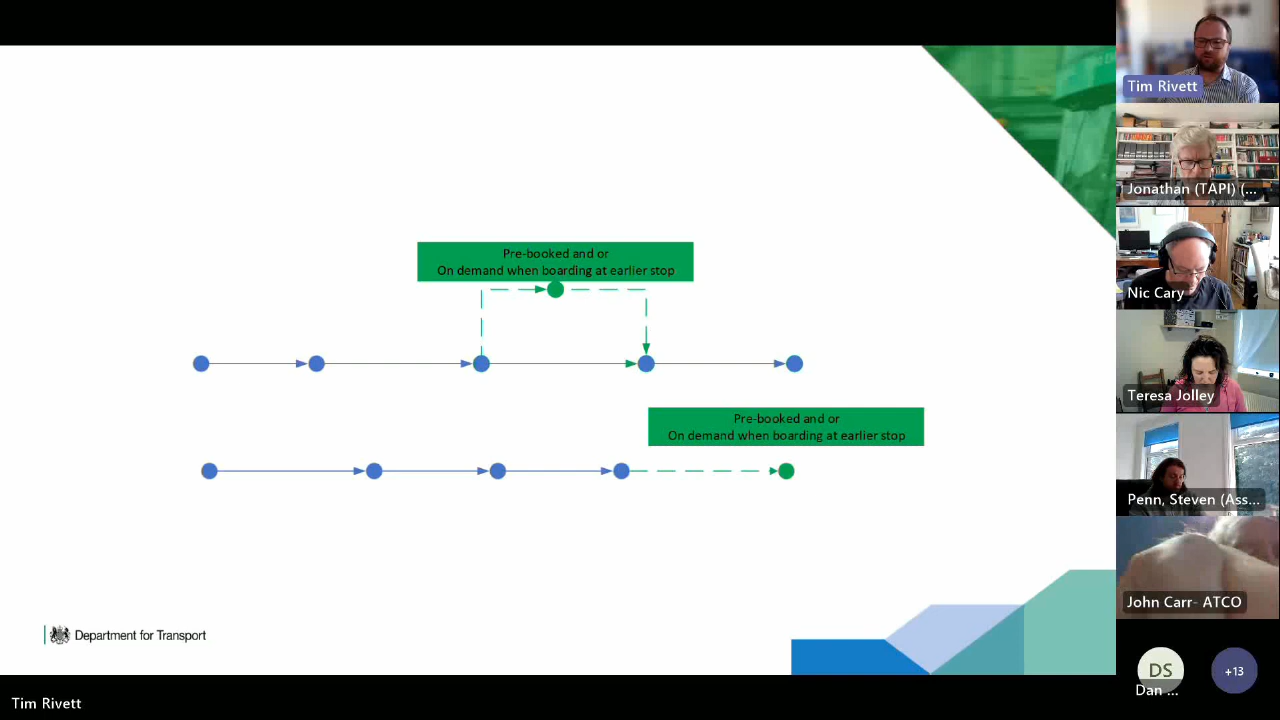 Pre-booked and or
On demand when boarding at earlier stop
Pre-booked and or
On demand when boarding at earlier stop
Department for Transport
Tim Rivett
Tim Rivett
Jonathan (TAPI) (...
Nic Cary
Teresa Jolley
Penn, Steven (Ass...
John Carr- ATCO
DS
Dan ...
+13